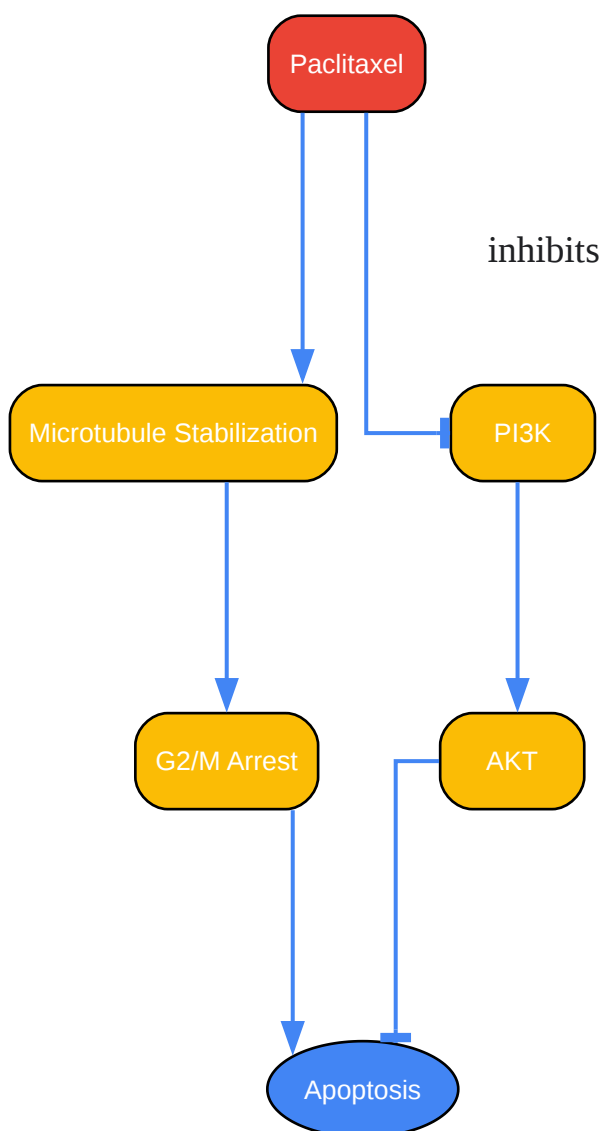 Paclitaxel
inhibits
Microtubule Stabilization
PI3K
G2/M Arrest
AKT
Apoptosis